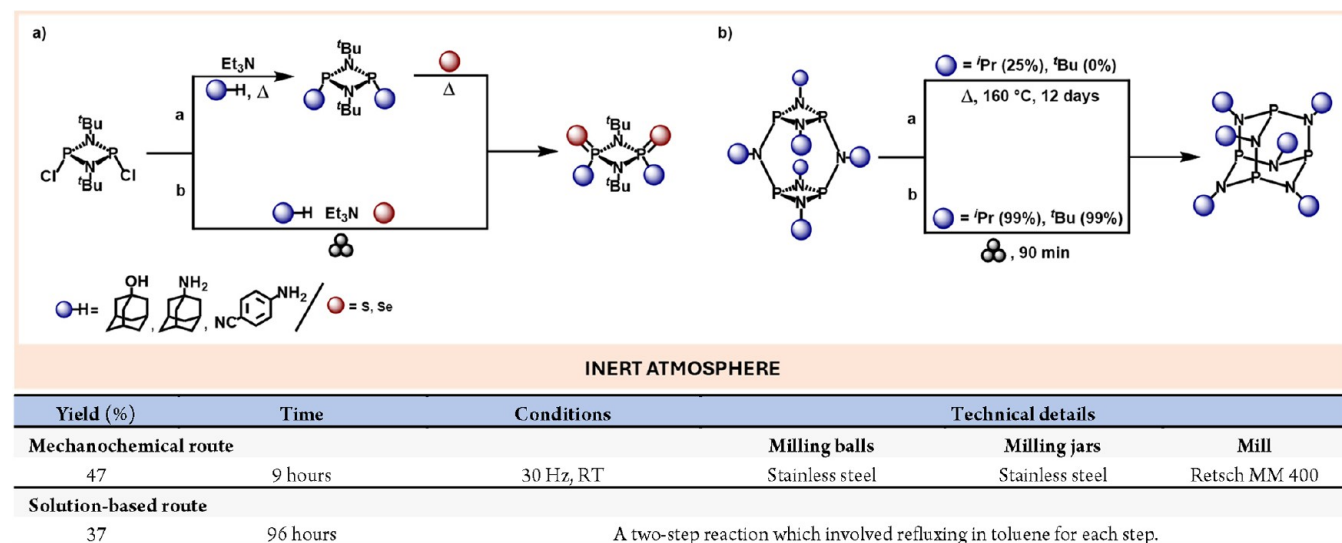 a)
Et₃N
H, Δ
a
ᵗBu
N
P P
N
ᵗBu
Δ
ᵗBu
N
P P
Cl N Cl
ᵗBu
b
H Et₃N
ᵗBu
N
P P
N
ᵗBu
H= OH , NH₂ , NC NH₂ / = S, Se
b)
N
P P
N
N N
N
P P
N
a
= ⁱPr (25%), ᵗBu (0%)
Δ, 160 °C, 12 days
b
= ⁱPr (99%), ᵗBu (99%)
, 90 min
P
N N
N
P N P
N P N
INERT ATMOSPHERE
Yield (%) Time Conditions Technical details
Mechanochemical route Milling balls Milling jars Mill
47 9 hours 30 Hz, RT Stainless steel Stainless steel Retsch MM 400
Solution-based route
37 96 hours A two-step reaction which involved refluxing in toluene for each step.